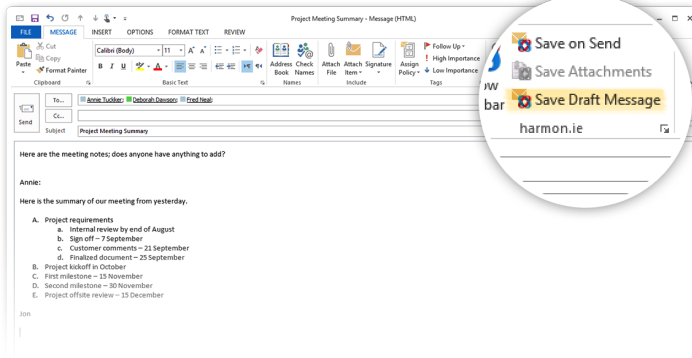 Project Meeting Summary - Message (HTML)
FILE MESSAGE INSERT OPTIONS FORMAT TEXT REVIEW
Paste
Cut
Copy
Format Painter
Clipboard
Calibri (Body) 11 A A
B I U A
Basic Text
Address Book
Check Names
Names
Attach File
Attach Item
Signature
Include
Assign Policy
Follow Up
High Importance
Low Importance
Tags
ow
bar
Save on Send
Save Attachments
Save Draft Message
harmon.ie
Send
To... Annie Tuckker; Deborah Dawson; Fred Neal;
Cc...
Subject Project Meeting Summary
Here are the meeting notes; does anyone have anything to add?
Annie:
Here is the summary of our meeting from yesterday.
A. Project requirements
a. Internal review by end of August
b. Sign off – 7 September
c. Customer comments – 21 September
d. Finalized document – 25 September
B. Project kickoff in October
C. First milestone – 15 November
D. Second milestone – 30 November
E. Project offsite review – 15 December
Jon